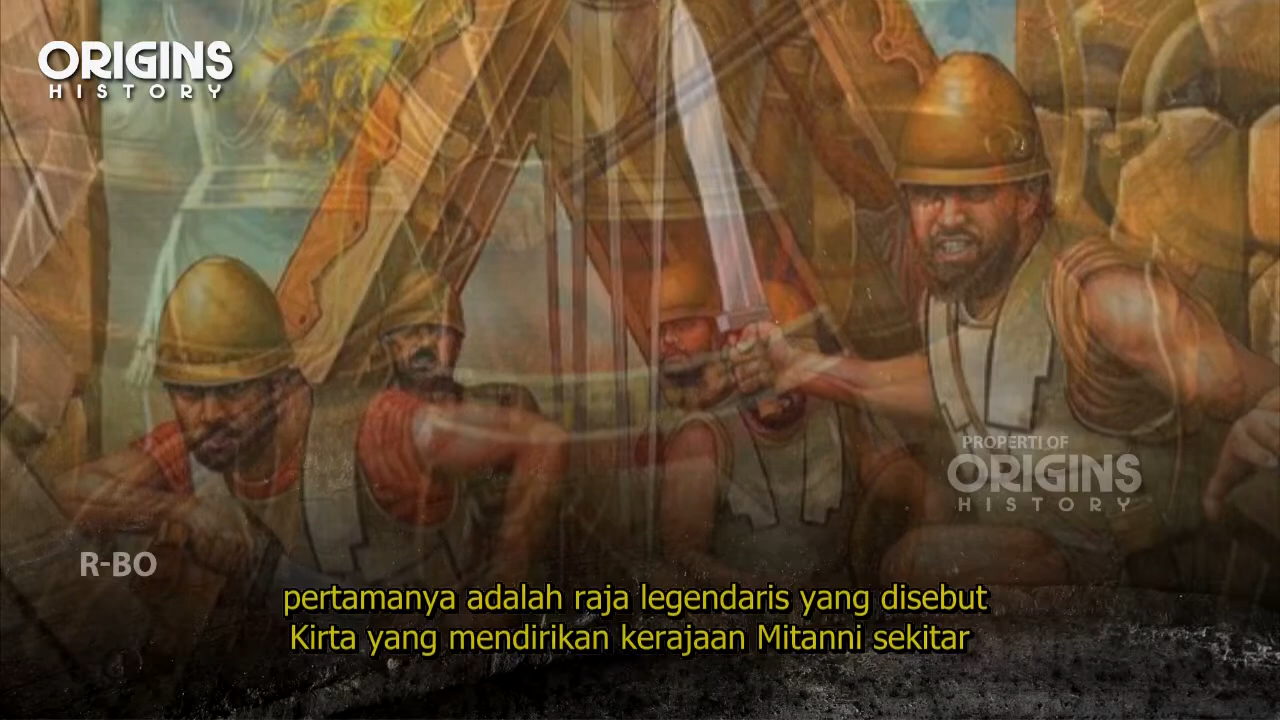 ORIGINS
HISTORY
PROPERTI OF
ORIGINS
HISTORY
R-BO
pertamanya adalah raja legendaris yang disebut
Kirta yang mendirikan kerajaan Mitanni sekitar